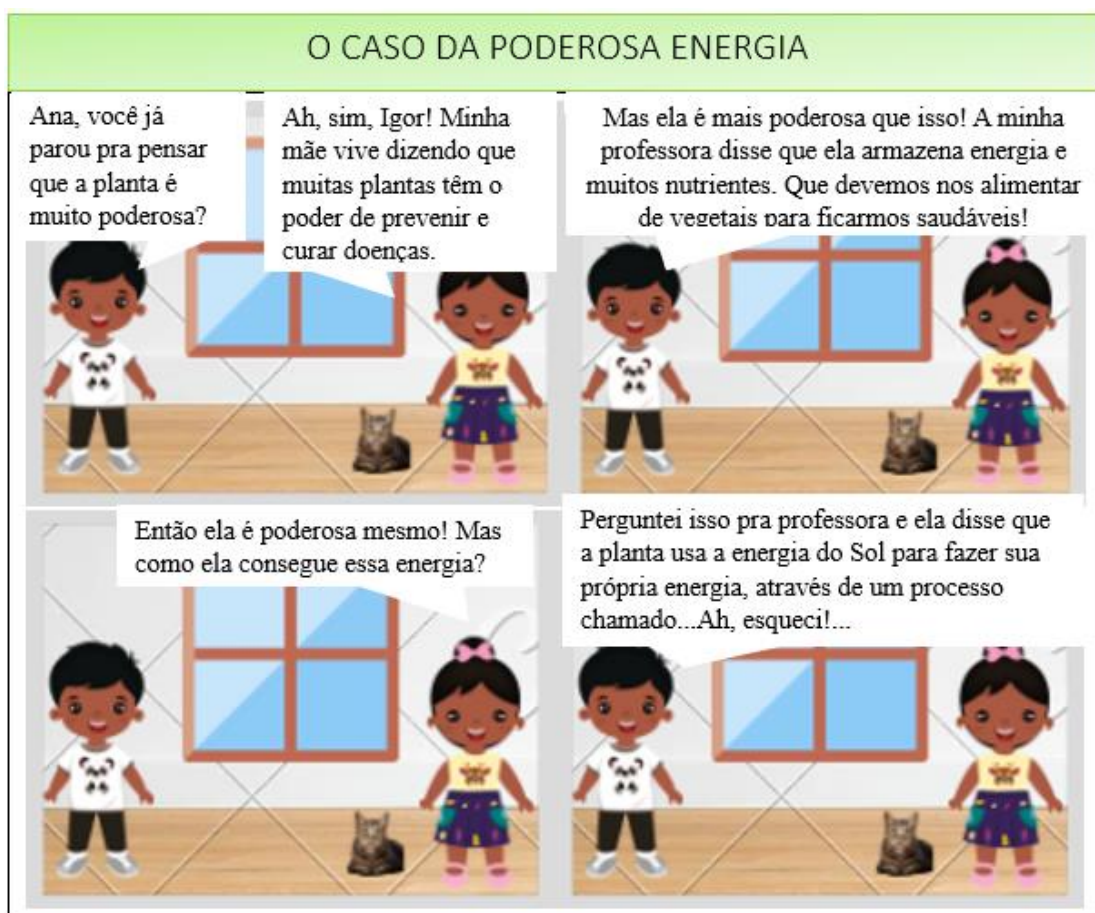 O CASO DA PODEROSA ENERGIA
Ana, você já
parou pra pensar
que a planta é
muito poderosa?
Ah, sim, Igor! Minha
mãe vive dizendo que
muitas plantas têm o
poder de prevenir e
curar doenças.
Mas ela é mais poderosa que isso! A minha
professora disse que ela armazena energia e
muitos nutrientes. Que devemos nos alimentar
de vegetais para ficarmos saudáveis!
Então ela é poderosa mesmo! Mas
como ela consegue essa energia?
Perguntei isso pra professora e ela disse que
a planta usa a energia do Sol para fazer sua
própria energia, através de um processo
chamado...Ah, esqueci!...